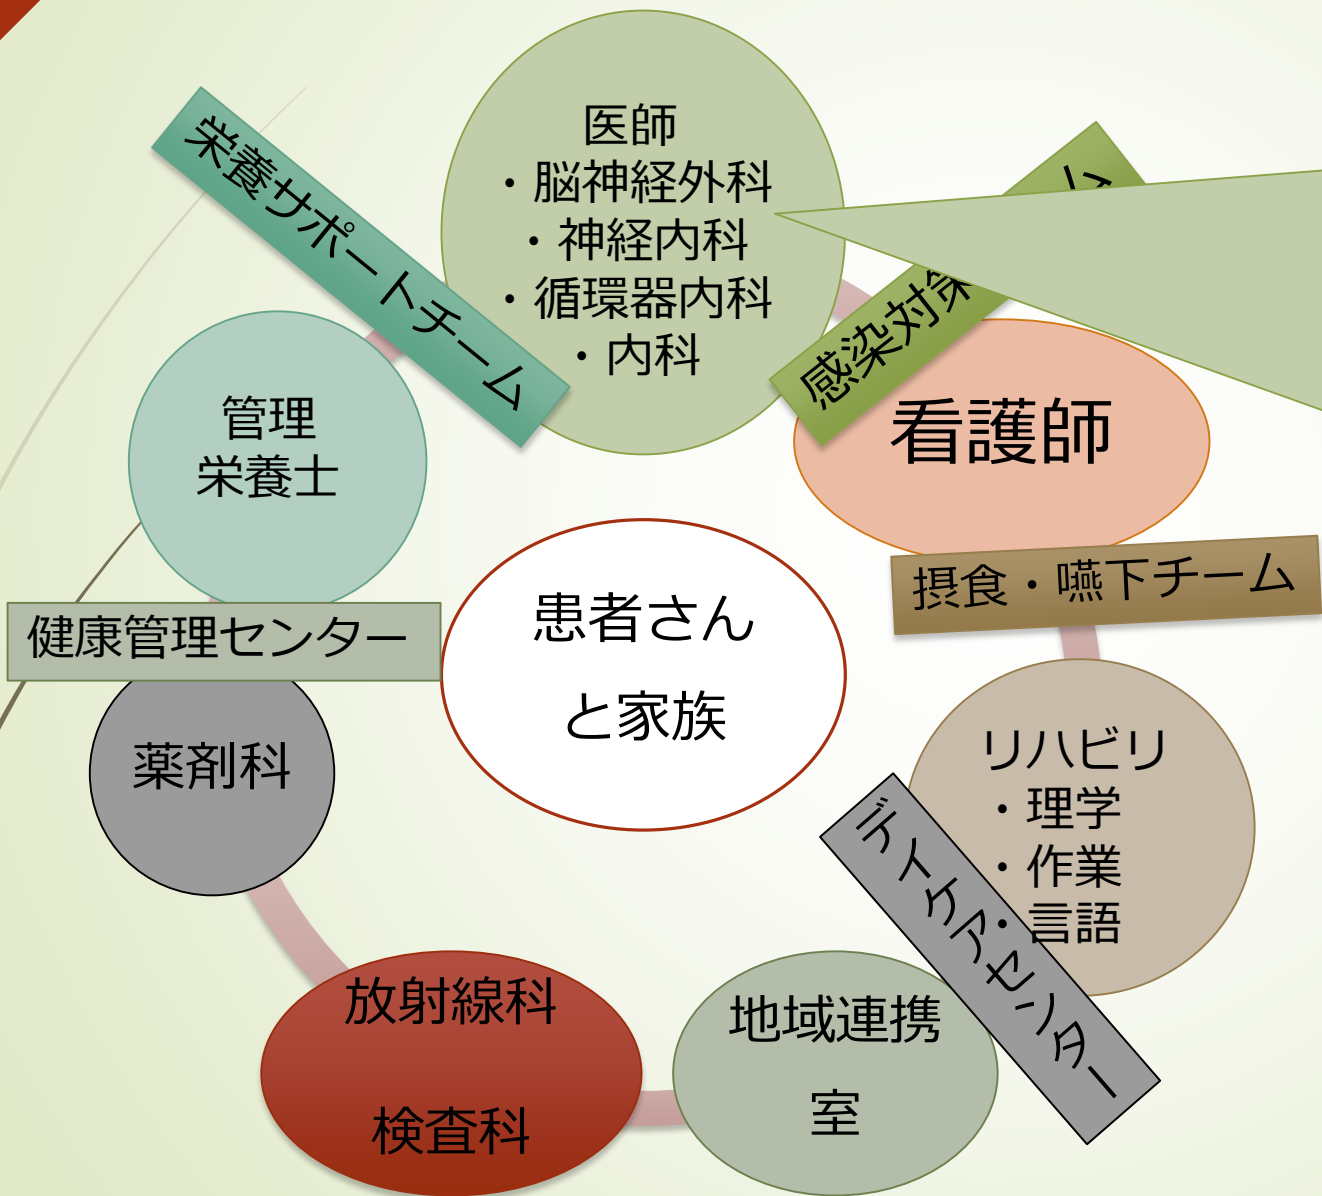 医師
・脳神経外科
・神経内科
・循環器内科
・内科
栄養サポートチーム
感染対策
ム
管理
栄養士
看護師
摂食・嚥下チーム
健康管理センター
患者さん
と家族
薬剤科
リハビリ
・理学
・作業
・言語
デイケアセンター
放射線科
検査科
地域連携
室